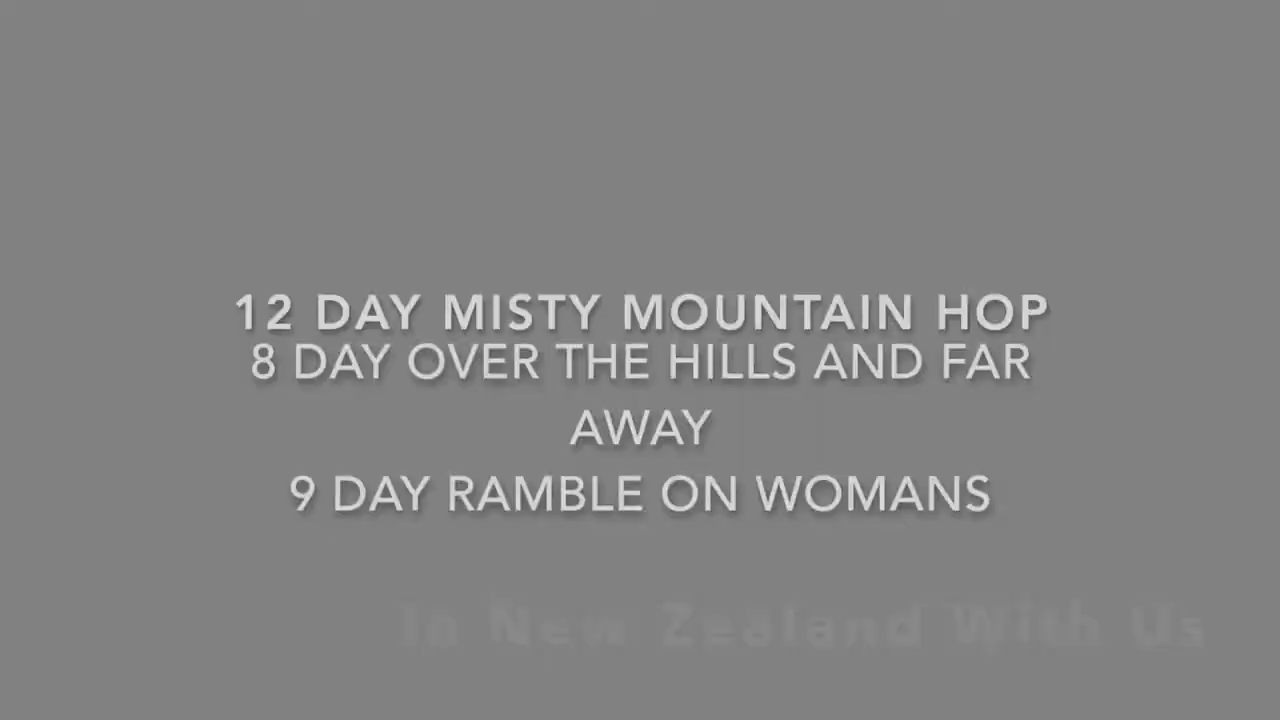 12 DAY MISTY MOUNTAIN HOP
8 DAY OVER THE HILLS AND FAR
AWAY
9 DAY RAMBLE ON WOMANS
In New Zealand With Us